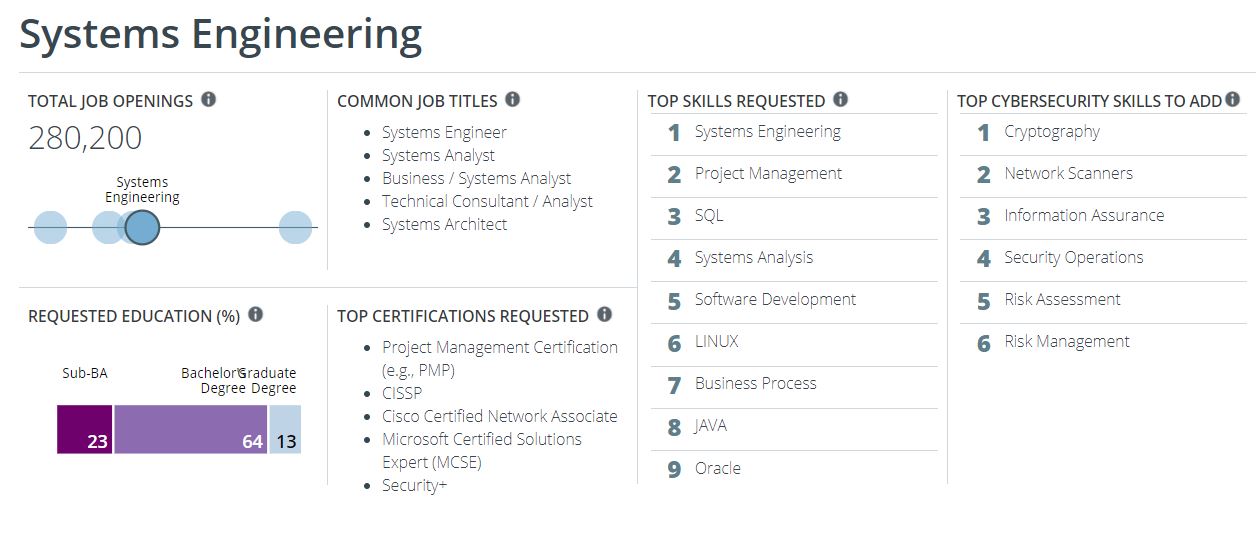 Systems Engineering
TOTAL JOB OPENINGS
280,200
Systems
Engineering
COMMON JOB TITLES
Systems Engineer
Systems Analyst
Business / Systems Analyst
Technical Consultant / Analyst
Systems Architect
REQUESTED EDUCATION (%)
Sub-BA
Bachelor's
Degree
Graduate
Degree
23
64
13
TOP CERTIFICATIONS REQUESTED
Project Management Certification
(e.g., PMP)
CISSP
Cisco Certified Network Associate
Microsoft Certified Solutions
Expert (MCSE)
Security+
TOP SKILLS REQUESTED
1 Systems Engineering
2 Project Management
3 SQL
4 Systems Analysis
5 Software Development
6 LINUX
7 Business Process
8 JAVA
9 Oracle
TOP CYBERSECURITY SKILLS TO ADD
1 Cryptography
2 Network Scanners
3 Information Assurance
4 Security Operations
5 Risk Assessment
6 Risk Management